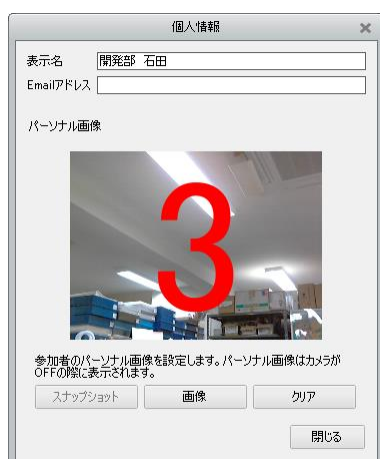 個人情報
表示名 開発部 石田
Emailアドレス
パーソナル画像
3
参加者のパーソナル画像を設定します。パーソナル画像はカメラが
OFFの際に表示されます。
スナップショット 画像 クリア
閉じる